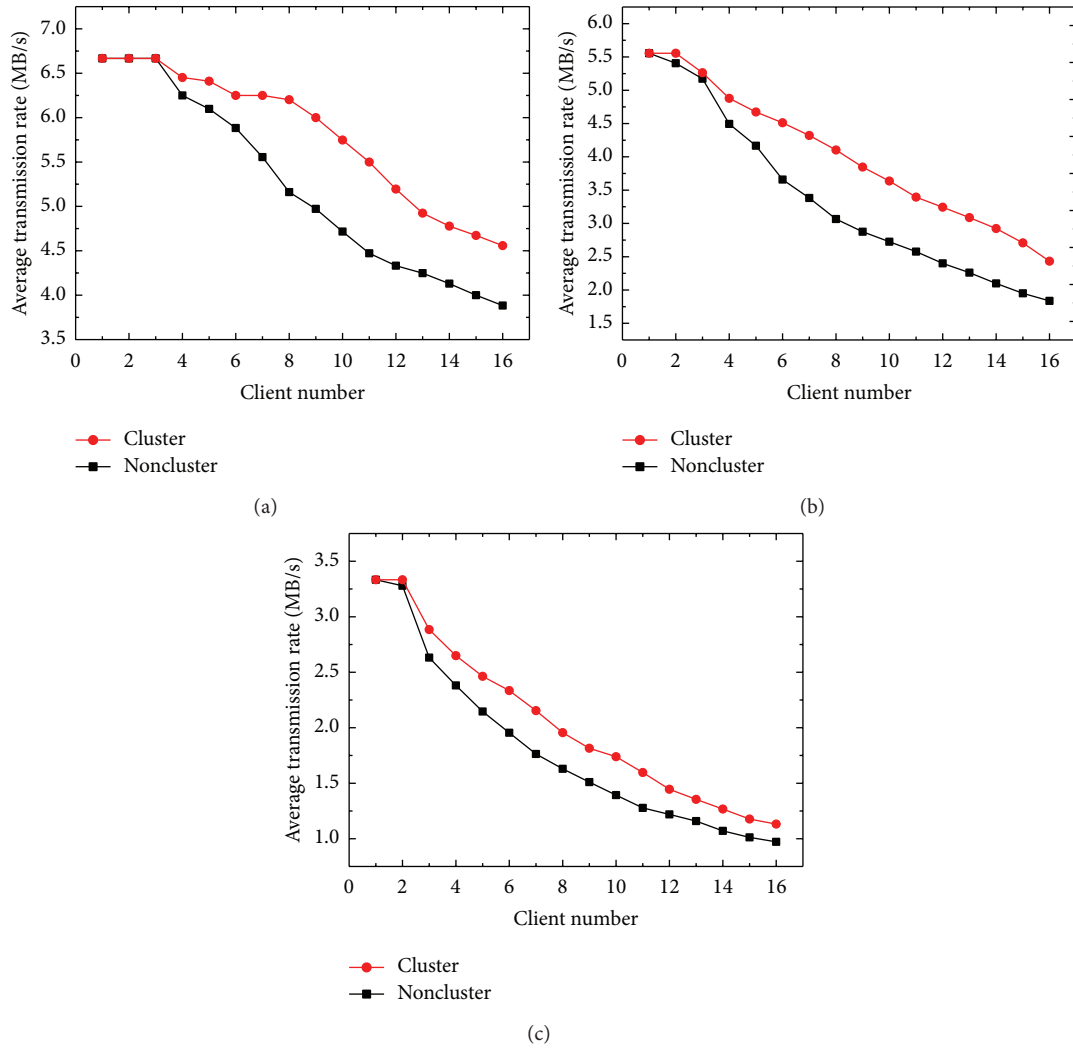 Average transmission rate (MB/s)
7.0
6.5
6.0
5.5
5.0
4.5
4.0
3.5
0 2 4 6 8 10 12 14 16
Client number
Cluster
Noncluster
(a)
Average transmission rate (MB/s)
6.0
5.5
5.0
4.5
4.0
3.5
3.0
2.5
2.0
1.5
0 2 4 6 8 10 12 14 16
Client number
Cluster
Noncluster
(b)
Average transmission rate (MB/s)
3.5
3.0
2.5
2.0
1.5
1.0
0 2 4 6 8 10 12 14 16
Client number
Cluster
Noncluster
(c)